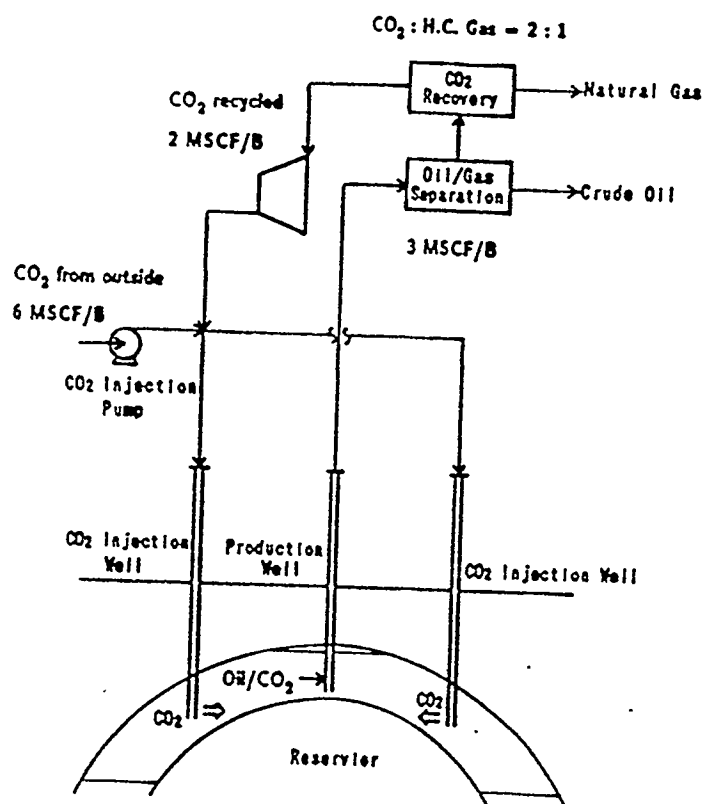 CO2 : H.C. Gas = 2 : 1
CO2
Recovery
Natural Gas
CO2 recycled
2 MSCF/B
Oil/Gas
Separation
Crude Oil
3 MSCF/B
CO2 from outside
6 MSCF/B
CO2 Injection
Pump
CO2 Injection
Well
Production
Well
CO2 Injection Well
Oil/CO2
CO2
CO2
Reservier